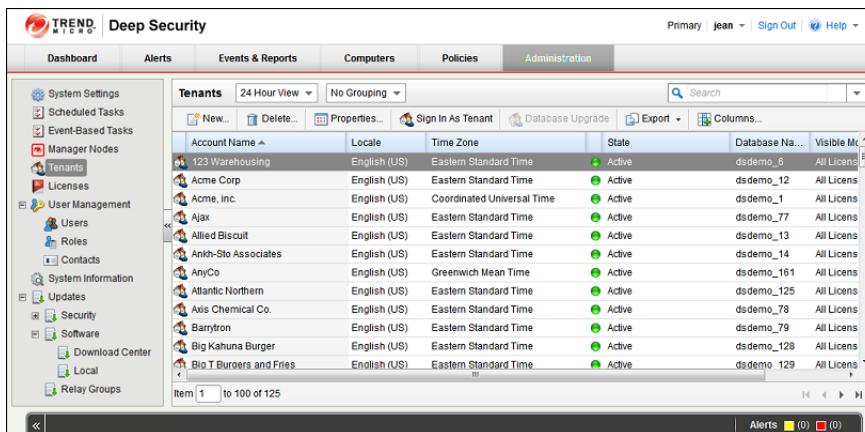 TREND MICRO Deep Security
Primary jean Sign Out Help
Dashboard Alerts Events & Reports Computers Policies Administration
System Settings
Scheduled Tasks
Event-Based Tasks
Manager Nodes
Tenants
Licenses
User Management
Users
Roles
Contacts
System Information
Updates
Security
Software
Download Center
Local
Relay Groups
Tenants 24 Hour View No Grouping Search
New... Delete... Properties... Sign In As Tenant Database Upgrade Export Columns...
Account Name Locale Time Zone State Database Na... Visible Mo
123 Warehousing English (US) Eastern Standard Time Active dsdemo_6 All Licens
Acme Corp English (US) Eastern Standard Time Active dsdemo_12 All Licens
Acme, inc. English (US) Coordinated Universal Time Active dsdemo_1 All Licens
Ajax English (US) Eastern Standard Time Active dsdemo_77 All Licens
Allied Biscuit English (US) Eastern Standard Time Active dsdemo_13 All Licens
Ankh-Sto Associates English (US) Eastern Standard Time Active dsdemo_14 All Licens
AnyCo English (US) Greenwich Mean Time Active dsdemo_161 All Licens
Atlantic Northern English (US) Eastern Standard Time Active dsdemo_125 All Licens
Axis Chemical Co. English (US) Eastern Standard Time Active dsdemo_78 All Licens
Barrytron English (US) Eastern Standard Time Active dsdemo_79 All Licens
Big Kahuna Burger English (US) Eastern Standard Time Active dsdemo_128 All Licens
Big T Burgers and Fries English (US) Eastern Standard Time Active dsdemo_129 All Licens
Item 1 to 100 of 125
Alerts (0) (0)